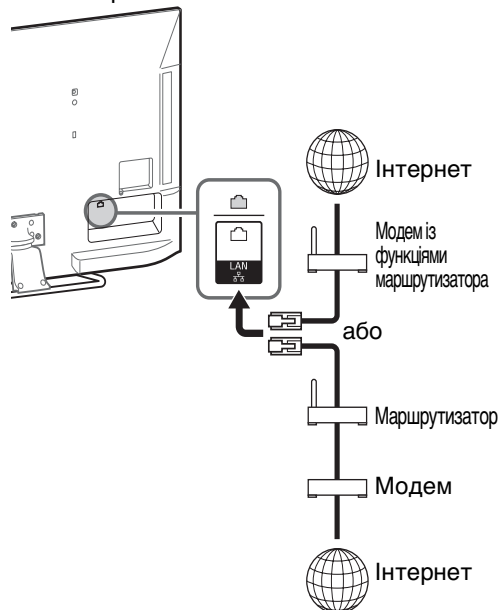 Інтернет
Модем із
функціями
маршрутизатора
LAN
або
Маршрутизатор
Модем
Інтернет